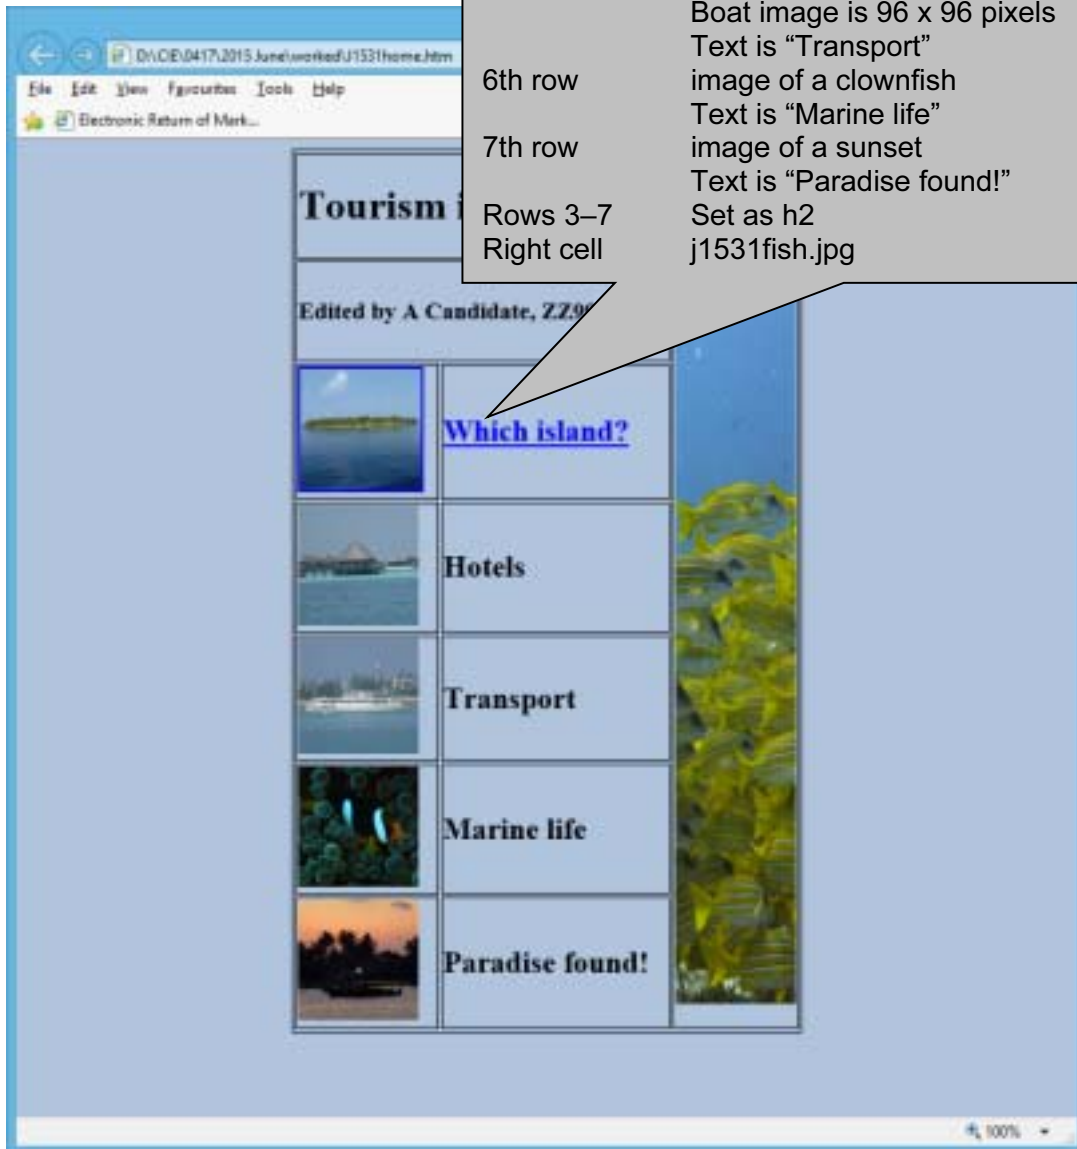 Boat image is 96 x 96 pixels
Text is “Transport”
6th row image of a clownfish
Text is “Marine life”
7th row image of a sunset
Text is “Paradise found!”
Rows 3–7 Set as h2
Right cell j1531fish.jpg
D:\CIE\0417\2015 June\worked\J1531home.htm
File Edit View Favourites Tools Help
Electronic Return of Mark...
Tourism
Edited by A Candidate,
Which island?
Hotels
Transport
Marine life
Paradise found!
100%